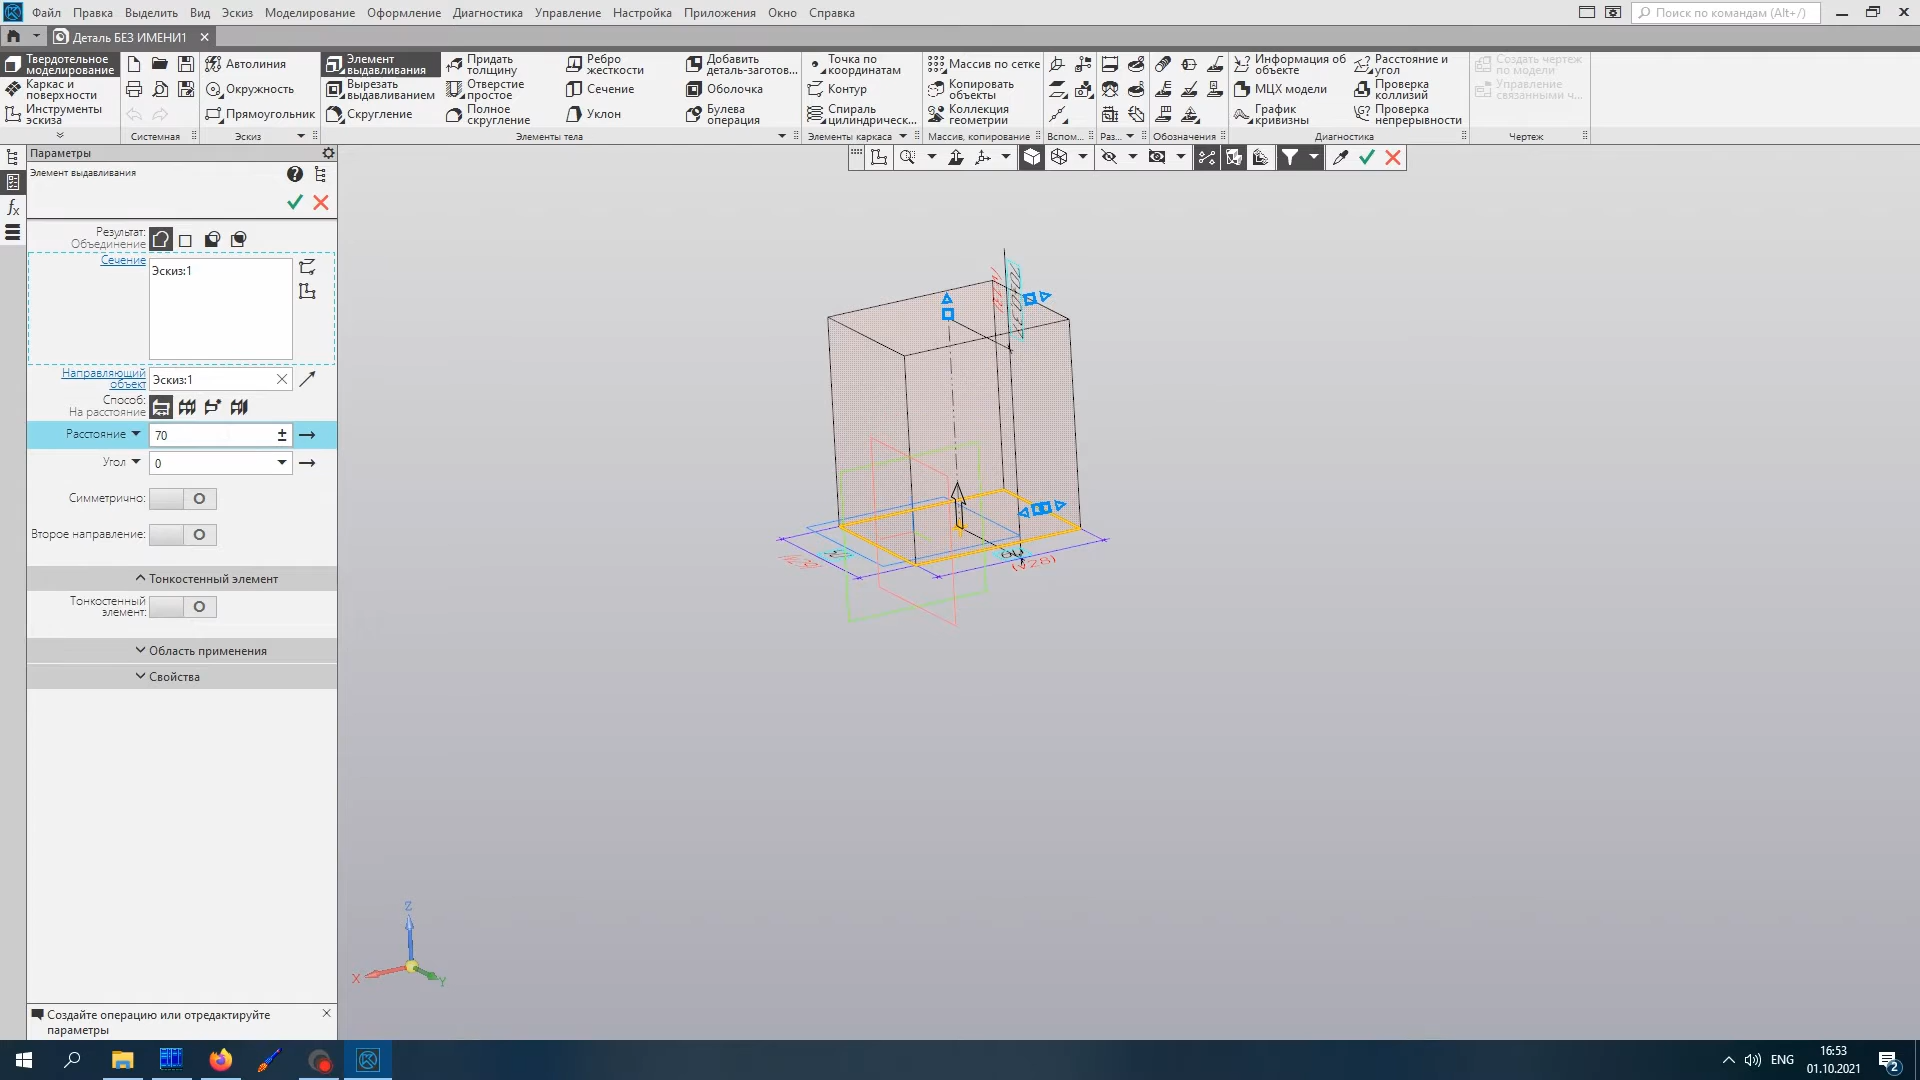 Файл Правка Выделить Вид Эскиз Моделирование Оформление Диагностика Управление Настройка Приложения Окно Справка
Поиск по командам (Alt+/)
Деталь БЕЗ ИМЕНИ1
Твердотельное моделирование
Каркас и поверхности
Инструменты эскиза
Системная
Автолиния
Окружность
Прямоугольник
Эскиз
Элемент выдавливания
Вырезать выдавливанием
Скругление
Придать толщину
Отверстие простое
Полное скругление
Ребро жесткости
Сечение
Уклон
Добавить деталь-заготов...
Оболочка
Булева операция
Элементы тела
Точка по координатам
Контур
Спираль цилиндрическ...
Элементы каркаса
Массив по сетке
Копировать объекты
Коллекция геометрии
Массив, копирование
Вспом...
Раз...
Обозначения
Информация об объекте
МЦХ модели
График кривизны
Расстояние и угол
Проверка коллизий
Проверка непрерывности
Диагностика
Создать чертеж по модели
Управление связанными ч...
Чертеж
Параметры
Элемент выдавливания
Результат:
Объединение
Сечение
Эскиз:1
Направляющий объект
Эскиз:1
Способ:
На расстояние
Расстояние
70
Угол
0
Симметрично:
Второе направление:
Тонкостенный элемент
Тонкостенный элемент:
Область применения
Свойства
Z
X
Y
Создайте операцию или отредактируйте параметры
ENG
16:53
01.10.2021
2